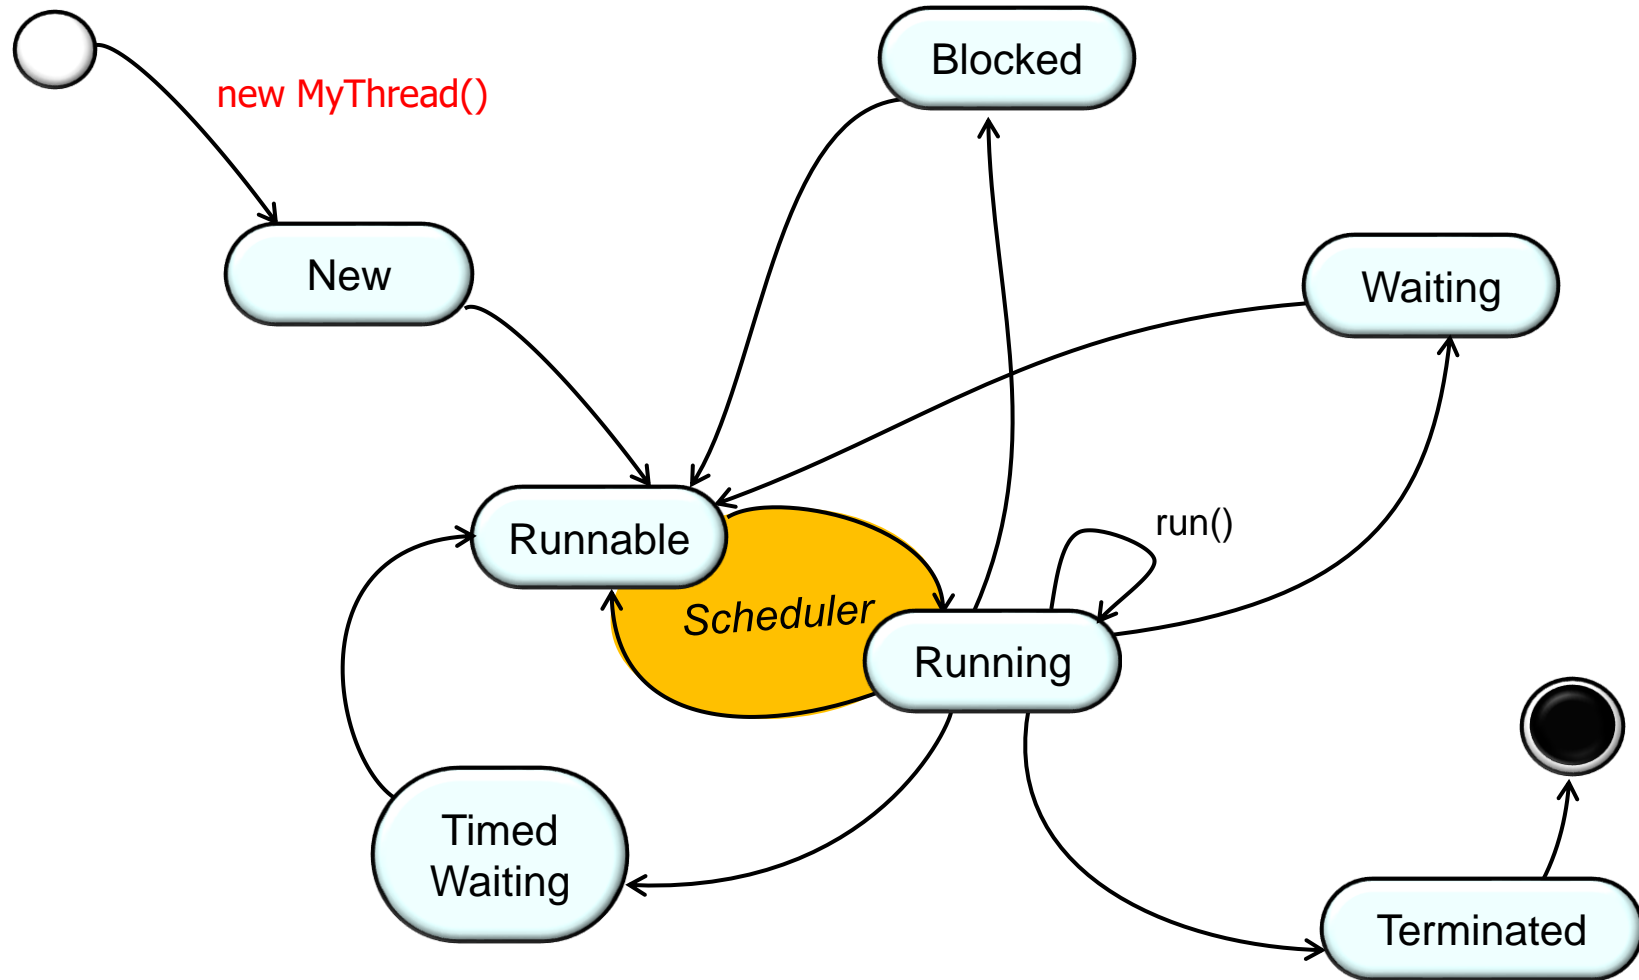 Blocked
new MyThread()
New
Waiting
Runnable
run()
Scheduler
Running
Timed
Waiting
Terminated